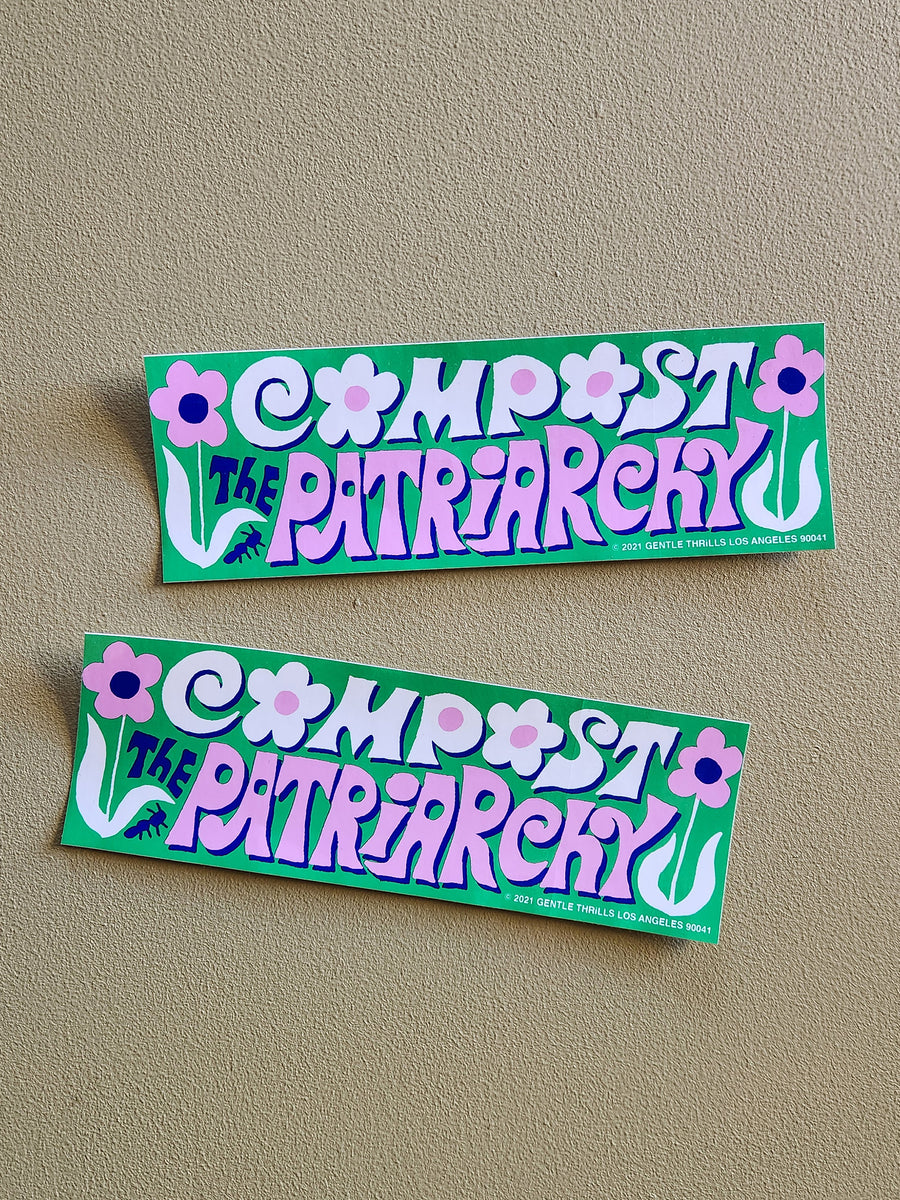 COMPOST
The PATRiARChY
© 2021 GENTLE THRiLLS LOS ANGELES 90041
COMPOST
The PATRiARChY
© 2021 GENTLE THRiLLS LOS ANGELES 90041